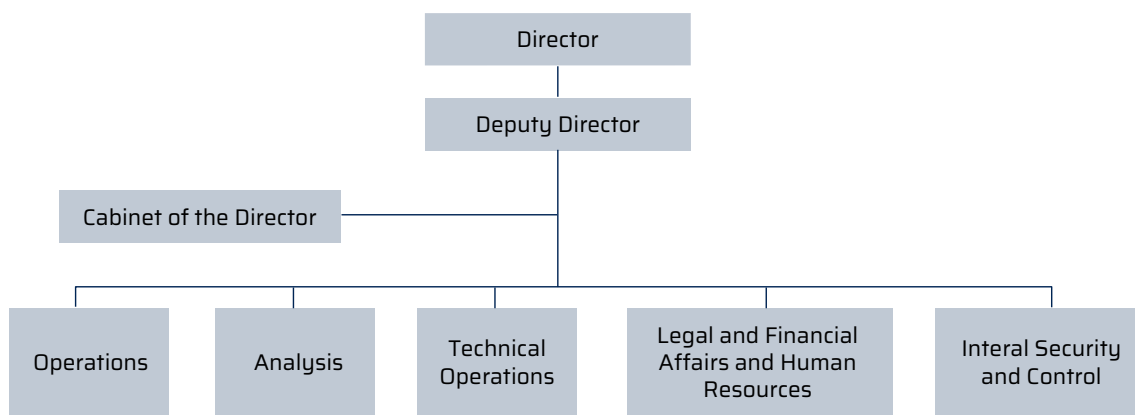 Director
Deputy Director
Cabinet of the Director
Operations
Analysis
Technical
Operations
Legal and Financial
Affairs and Human
Resources
Interal Security
and Control